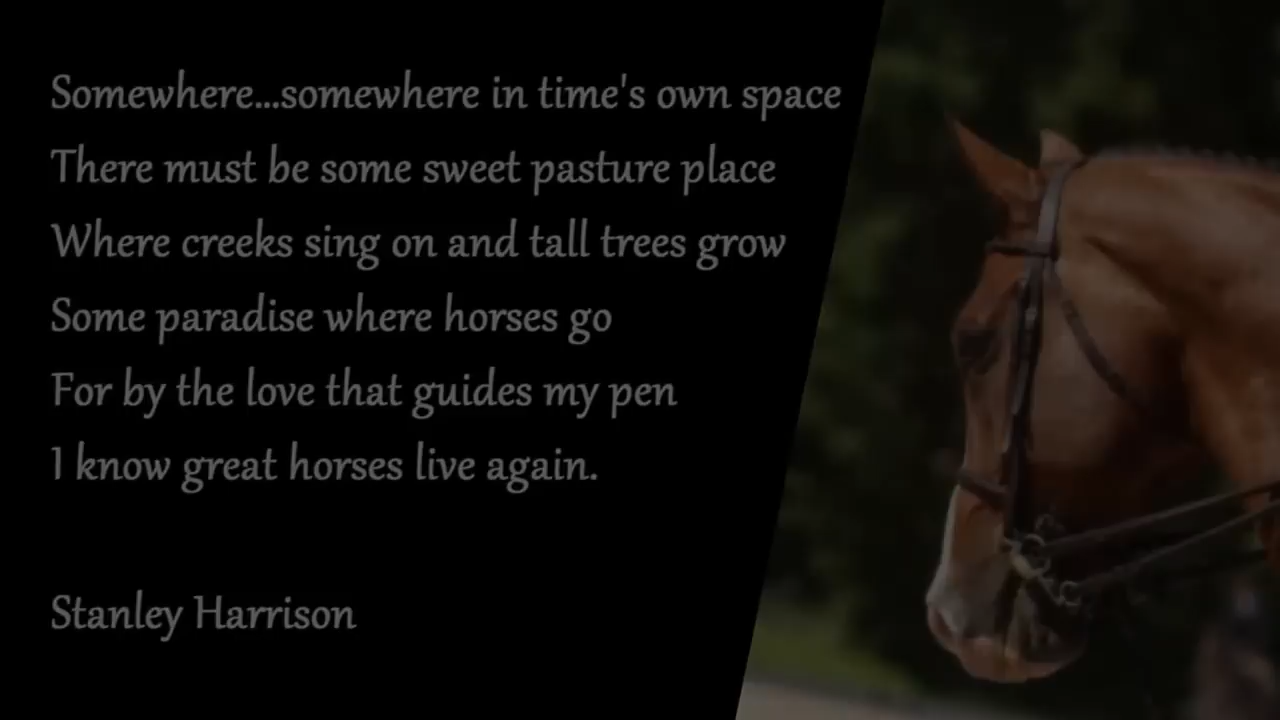 Somewhere...somewhere in time's own space
There must be some sweet pasture place
Where creeks sing on and tall trees grow
Some paradise where horses go
For by the love that guides my pen
I know great horses live again.
Stanley Harrison